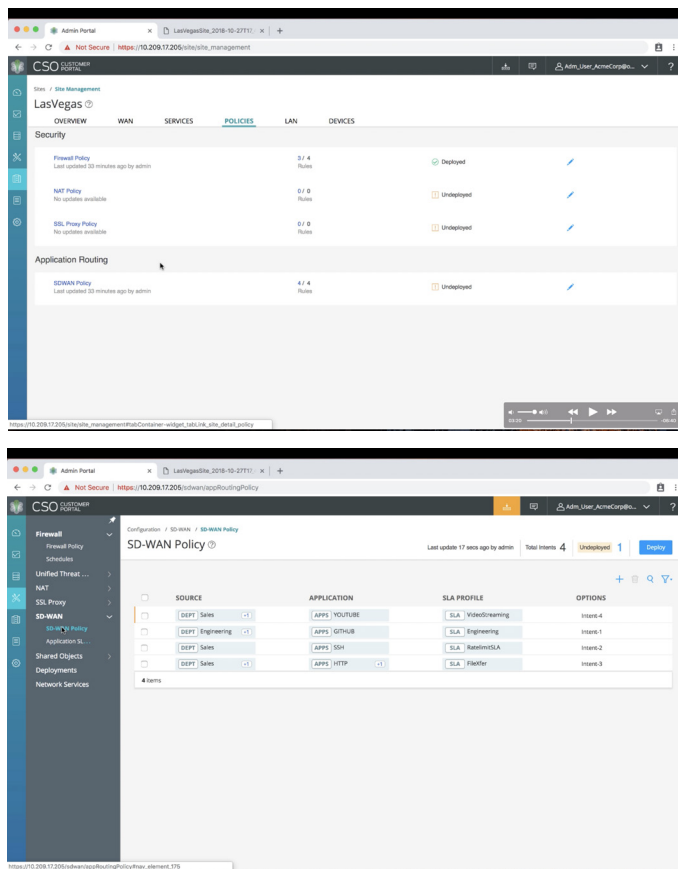 Admin Portal × LasVegasSite_2018-10-27T17: × +
Not Secure https://10.209.17.205/site/site_management
CSO CUSTOMER PORTAL Adm_User_AcmeCorp@o... ?
Sites / Site Management
LasVegas ?
OVERVIEW WAN SERVICES POLICIES LAN DEVICES
Security
Firewall Policy 3 / 4 Deployed
Last updated 33 minutes ago by admin Rules
NAT Policy 0 / 0 Undeployed
No updates available Rules
SSL Proxy Policy 0 / 0 Undeployed
No updates available Rules
Application Routing
SDWAN Policy 4 / 4 Undeployed
Last updated 33 minutes ago by admin Rules
https://10.209.17.205/site/site_management#tabContainer-widget_tabLink_site_detail_policy
Admin Portal × LasVegasSite_2018-10-27T17: × +
Not Secure https://10.209.17.205/sdwan/appRoutingPolicy
CSO CUSTOMER PORTAL Adm_User_AcmeCorp@o... ?
Firewall
Firewall Policy
Schedules
Unified Threat ...
NAT
SSL Proxy
SD-WAN
SD-WAN Policy
Application SL...
Shared Objects
Deployments
Network Services
Configuration / SD-WAN / SD-WAN Policy
SD-WAN Policy ? Last update 17 secs ago by admin Total Intents 4 Undeployed 1 Deploy
SOURCE APPLICATION SLA PROFILE OPTIONS
DEPT Sales +1 APPS YOUTUBE SLA VideoStreaming Intent-4
DEPT Engineering +1 APPS GITHUB SLA Engineering Intent-1
DEPT Sales APPS SSH SLA RatelimitSLA Intent-2
DEPT Sales +1 APPS HTTP +1 SLA FileXfer Intent-3
4 items
https://10.209.17.205/sdwan/appRoutingPolicy#nav_element_175